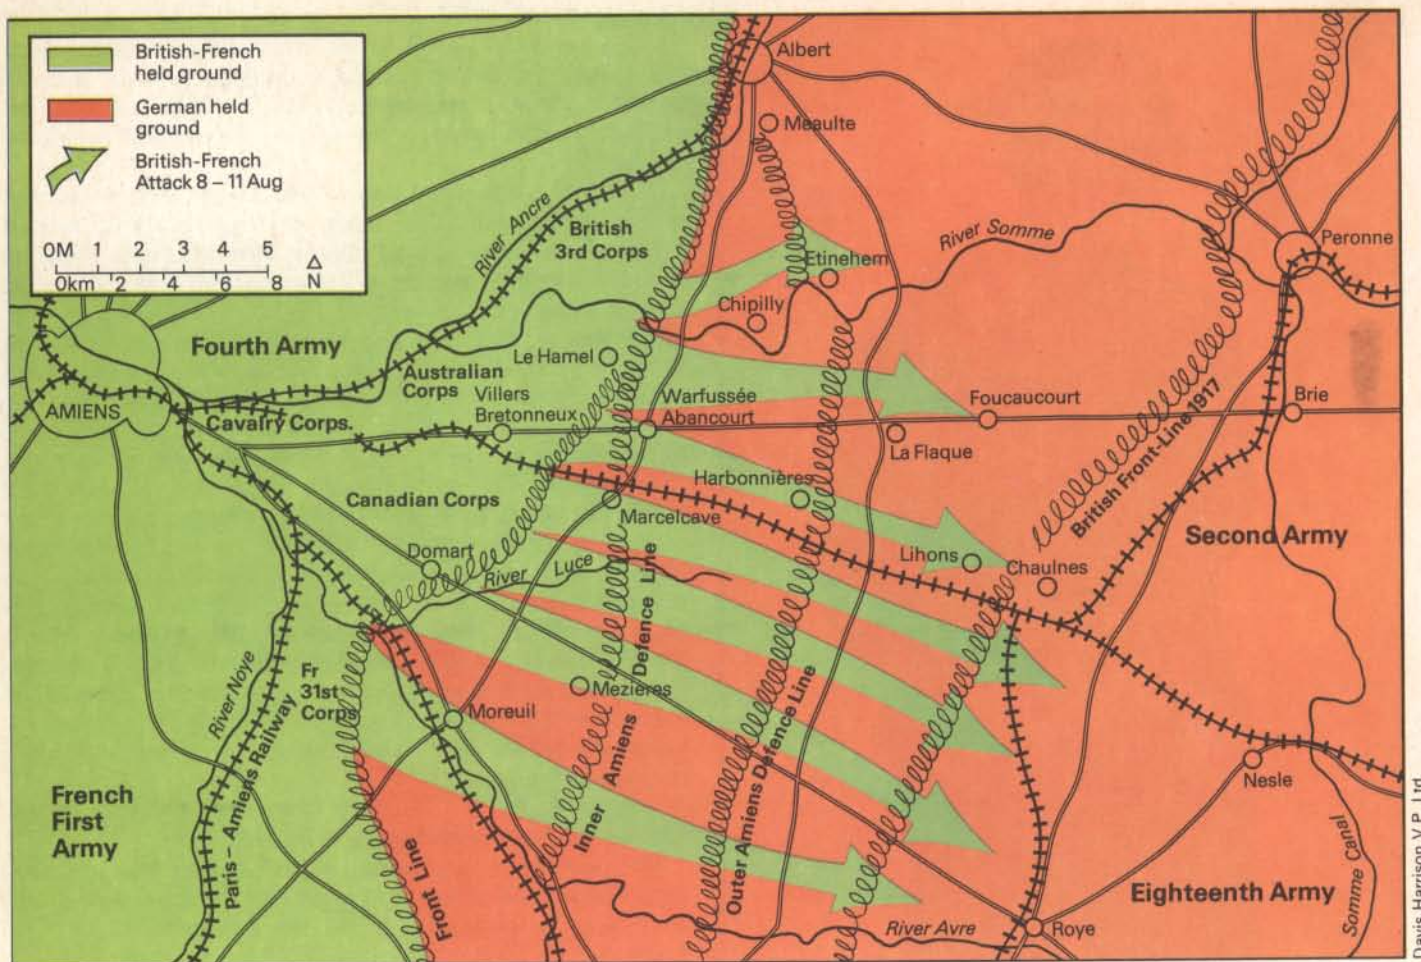 British-French
held ground
German held
ground
British-French
Attack 8 – 11 Aug
0M 1 2 3 4 5
0km 2 4 6 8
N
Albert
Meaulte
River Ancre
British
3rd Corps
River Somme
Peronne
Etinehem
Chipilly
Fourth Army
Le Hamel
Australian
Corps
Villers
Bretonneux
Warfussée
Abancourt
Foucaucourt
Brie
AMIENS
Cavalry Corps.
La Flaque
British Front-Line 1917
Harbonnières
Canadian Corps
Marcelcave
Second Army
Domart
River Luce
Lihons
Chaulnes
Inner Amiens Defence Line
Fr
31st
Corps
Mezières
River Noye
Paris – Amiens Railway
Moreuil
Outer Amiens Defence Line
Nesle
French
First
Army
Front Line
Eighteenth Army
Somme Canal
River Avre
Roye
Davis Harrison V.P. Ltd